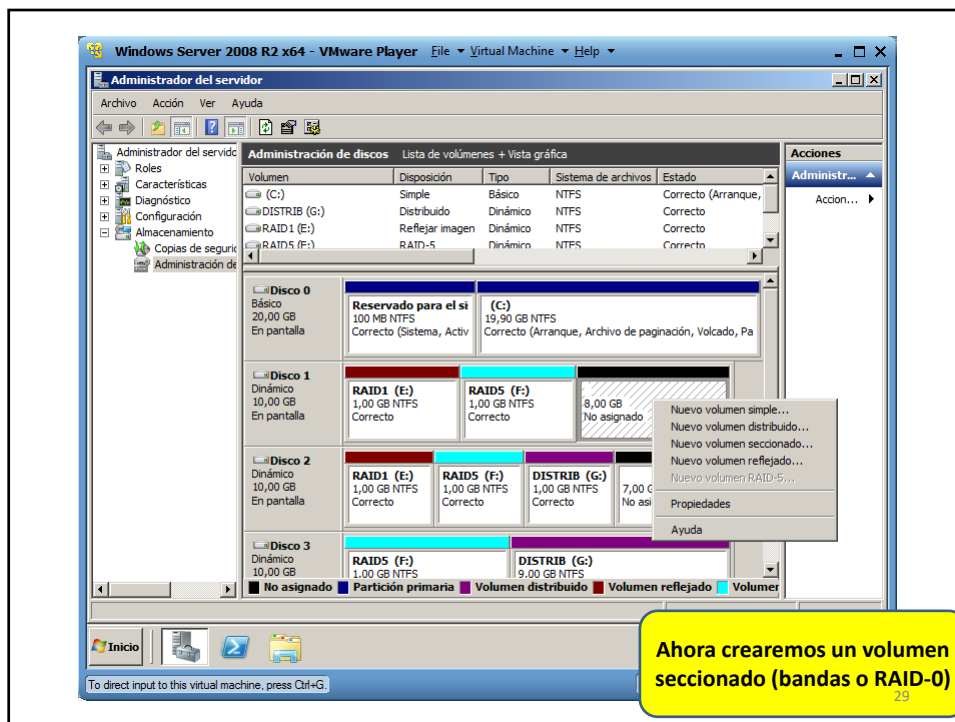 Windows Server 2008 R2 x64 - VMware Player File Virtual Machine Help
Administrador del servidor
Archivo Acción Ver Ayuda
Administrador del servidc
Roles
Características
Diagnóstico
Configuración
Almacenamiento
Copias de seguric
Administración de
Administración de discos Lista de volúmenes + Vista gráfica
Volumen Disposición Tipo Sistema de archivos Estado
(C:) Simple Básico NTFS Correcto (Arranque,
DISTRIB (G:) Distribuido Dinámico NTFS Correcto
RAID1 (E:) Reflejar imagen Dinámico NTFS Correcto
RAID5 (F:) RAID-5 Dinámico NTFS Correcto
Disco 0
Básico
20,00 GB
En pantalla
Reservado para el si
100 MB NTFS
Correcto (Sistema, Activ
(C:)
19,90 GB NTFS
Correcto (Arranque, Archivo de paginación, Volcado, Pa
Disco 1
Dinámico
10,00 GB
En pantalla
RAID1 (E:)
1,00 GB NTFS
Correcto
RAID5 (F:)
1,00 GB NTFS
Correcto
8,00 GB
No asignado
Disco 2
Dinámico
10,00 GB
En pantalla
RAID1 (E:)
1,00 GB NTFS
Correcto
RAID5 (F:)
1,00 GB NTFS
Correcto
DISTRIB (G:)
1,00 GB NTFS
Correcto
7,00 G
No asi
Disco 3
Dinámico
10,00 GB
RAID5 (F:)
1,00 GB NTFS
DISTRIB (G:)
9,00 GB NTFS
No asignado Partición primaria Volumen distribuido Volumen reflejado Volumen
Acciones
Administr...
Accion...
Nuevo volumen simple...
Nuevo volumen distribuido...
Nuevo volumen seccionado...
Nuevo volumen reflejado...
Nuevo volumen RAID-5...
Propiedades
Ayuda
Inicio
To direct input to this virtual machine, press Ctrl+G.
Ahora crearemos un volumen
seccionado (bandas o RAID-0)
29